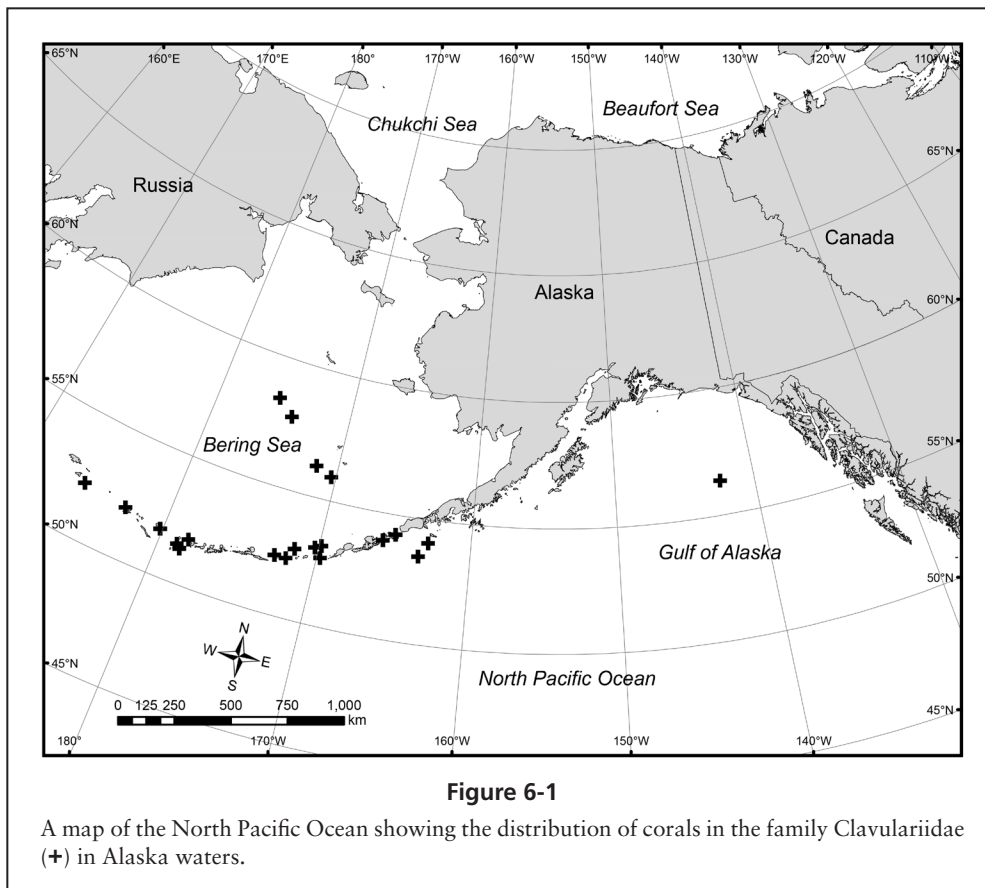 160°E 170°E 180° 170°W 160°W 150°W 140°W 130°W 120°W 110°W
65°N
Beaufort Sea
Chukchi Sea
65°N
Russia
60°N
Canada
Alaska
60°N
55°N
Bering Sea
55°N
50°N
Gulf of Alaska
50°N
N
W E
S
45°N
North Pacific Ocean
0 125 250 500 750 1,000
45°N
km
180° 170°W 160°W 150°W 140°W
Figure 6-1
A map of the North Pacific Ocean showing the distribution of corals in the family Clavulariidae
(+) in Alaska waters.